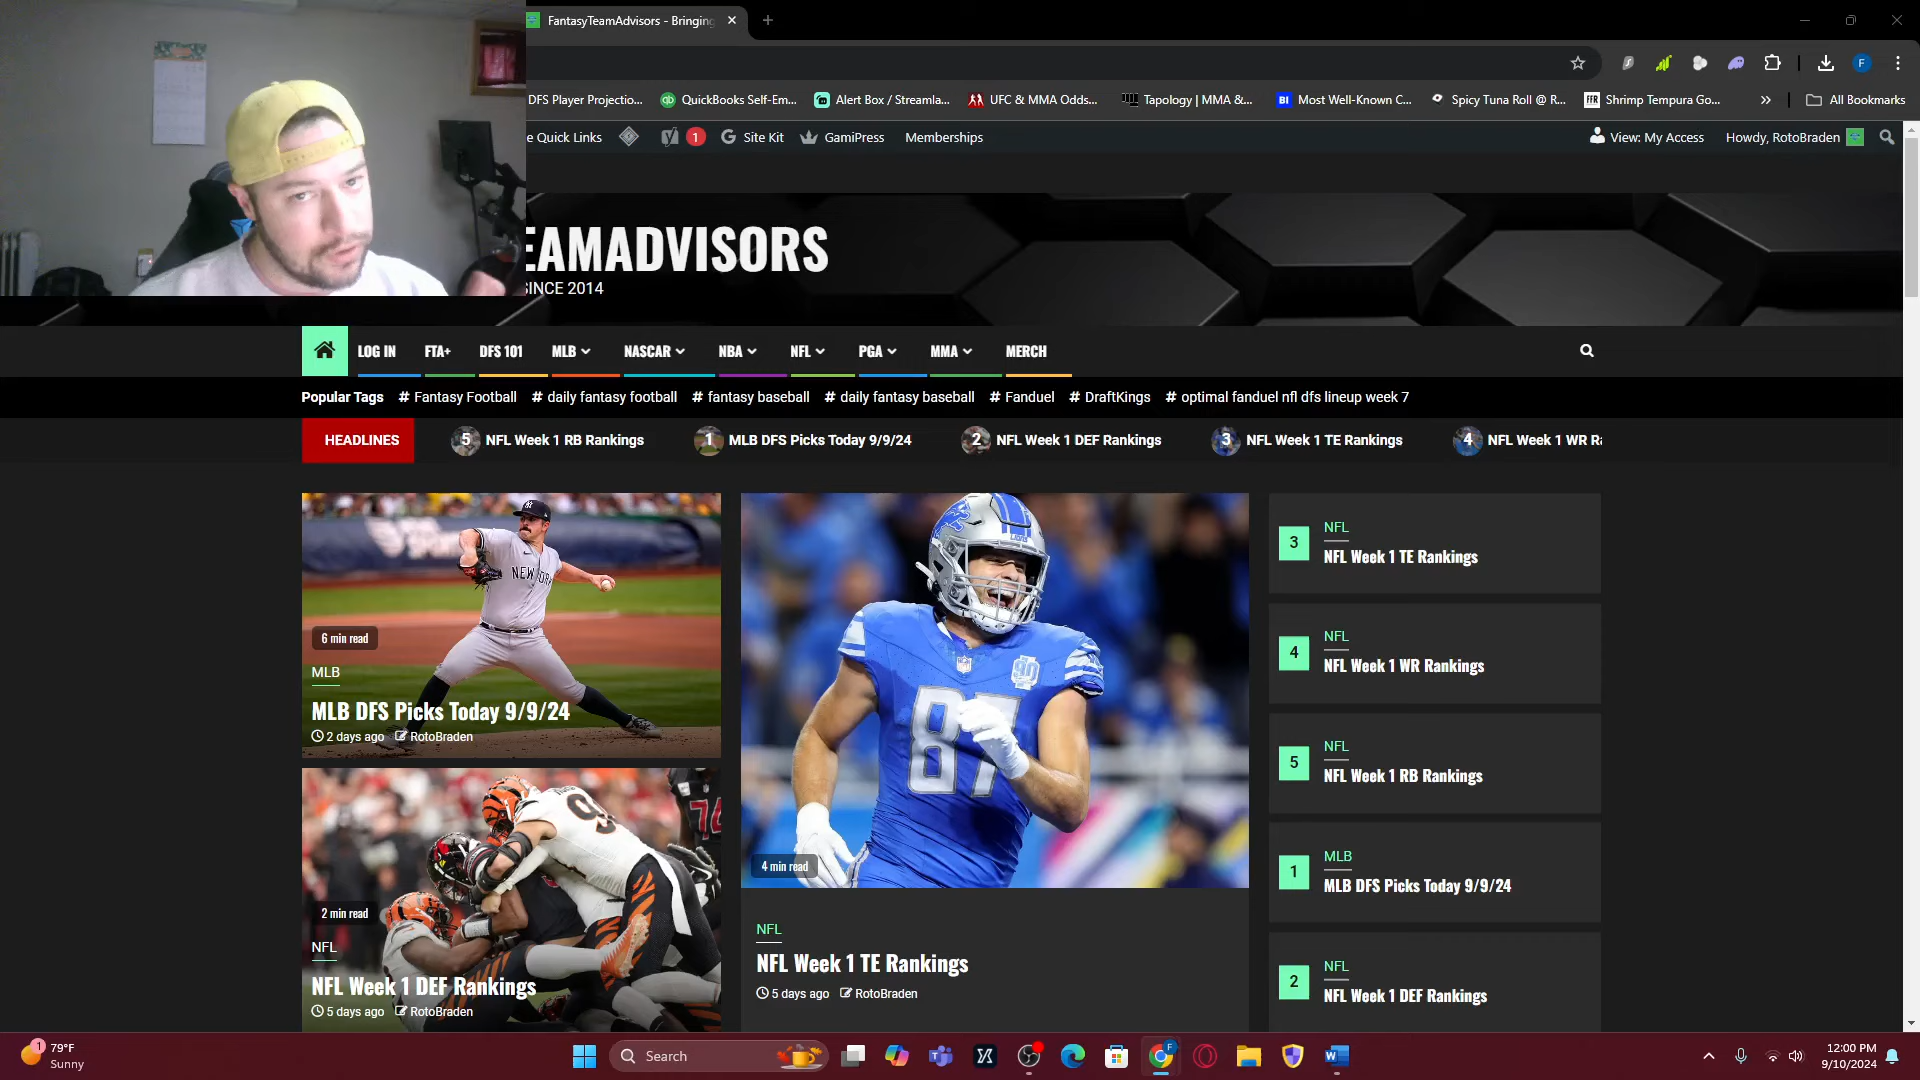 FantasyTeamAdvisors - Bringing
DFS Player Projectio...
QuickBooks Self-Em...
Alert Box / Streamla...
UFC & MMA Odds...
Tapology | MMA &...
Most Well-Known C...
Spicy Tuna Roll @ R...
Shrimp Tempura Go...
All Bookmarks
e Quick Links
1
Site Kit
GamiPress
Memberships
View: My Access
Howdy, RotoBraden
EAMADVISORS
SINCE 2014
LOG IN FTA+ DFS 101 MLB NASCAR NBA NFL PGA MMA MERCH
Popular Tags # Fantasy Football # daily fantasy football # fantasy baseball # daily fantasy baseball # Fanduel # DraftKings # optimal fanduel nfl dfs lineup week 7
HEADLINES 5 NFL Week 1 RB Rankings 1 MLB DFS Picks Today 9/9/24 2 NFL Week 1 DEF Rankings 3 NFL Week 1 TE Rankings 4 NFL Week 1 WR Ra
NEW YORK
6 min read
MLB
MLB DFS Picks Today 9/9/24
2 days ago RotoBraden
2 min read
NFL
NFL Week 1 DEF Rankings
5 days ago RotoBraden
LIONS
90
87
4 min read
NFL
NFL Week 1 TE Rankings
5 days ago RotoBraden
3
NFL
NFL Week 1 TE Rankings
4
NFL
NFL Week 1 WR Rankings
5
NFL
NFL Week 1 RB Rankings
1
MLB
MLB DFS Picks Today 9/9/24
2
NFL
NFL Week 1 DEF Rankings
1
79°F
Sunny
Search
12:00 PM
9/10/2024